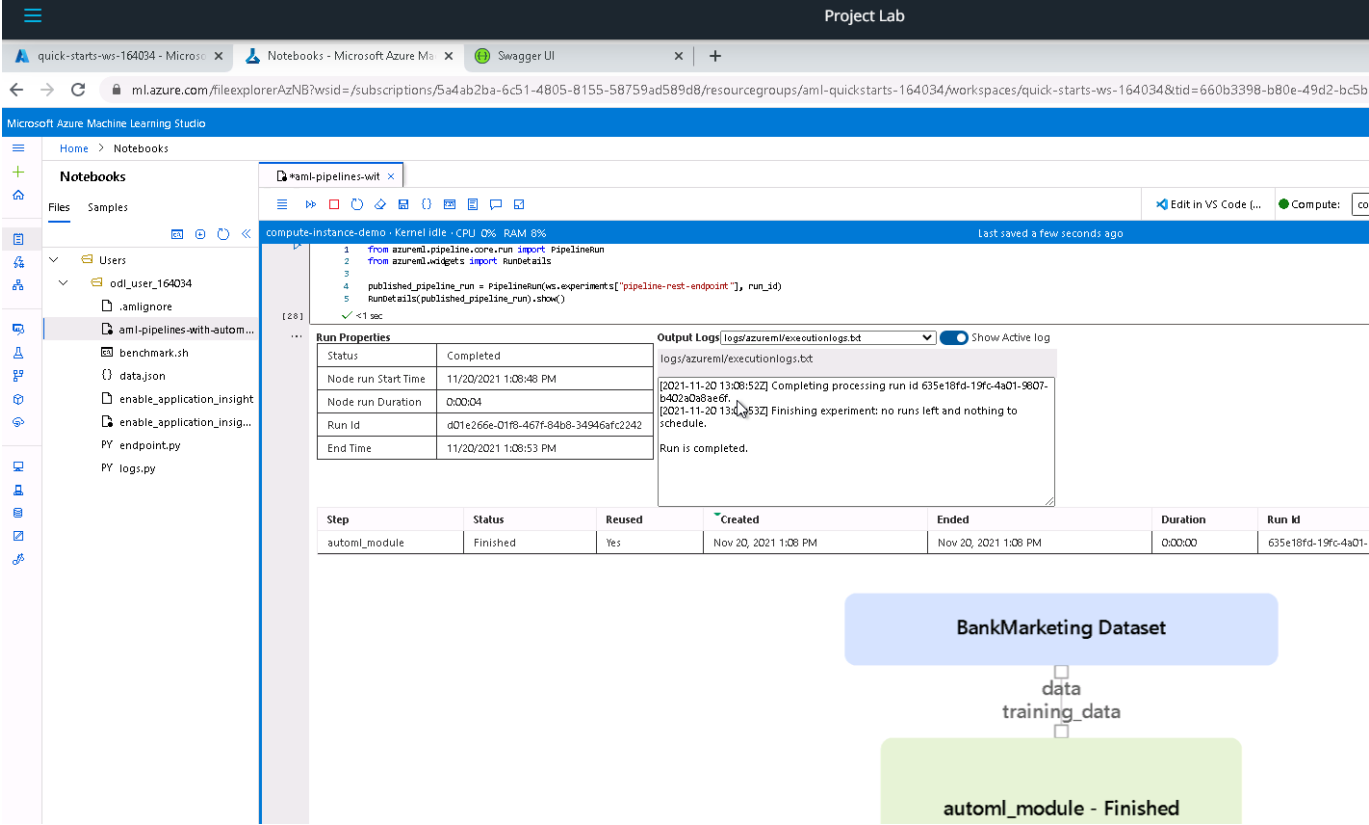 Project Lab
quick-starts-ws-164034 - Microso
Notebooks - Microsoft Azure Ma
Swagger UI
ml.azure.com/fileexplorerAzNB?wsid=/subscriptions/5a4ab2ba-6c51-4805-8155-58759ad589d8/resourcegroups/aml-quickstarts-164034/workspaces/quick-starts-ws-164034&tid=660b3398-b80e-49d2-bc5b
Microsoft Azure Machine Learning Studio
Home > Notebooks
Notebooks
Files Samples
Users
odl_user_164034
.amlignore
aml-pipelines-with-autom...
benchmark.sh
{} data.json
enable_application_insight
enable_application_insig...
PY endpoint.py
PY logs.py
*aml-pipelines-wit
Edit in VS Code (...
Compute:
co
compute-instance-demo · Kernel idle · CPU 0% RAM 8%
Last saved a few seconds ago
1 from azureml.pipeline.core.run import PipelineRun
2 from azureml.widgets import RunDetails
3
4 published_pipeline_run = PipelineRun(ws.experiments["pipeline-rest-endpoint"], run_id)
5 RunDetails(published_pipeline_run).show()
[28]
<1 sec
Run Properties
Status Completed
Node run Start Time 11/20/2021 1:08:48 PM
Node run Duration 0:00:04
Run Id d01e266e-01f8-467f-84b8-34946afc2242
End Time 11/20/2021 1:08:53 PM
Output Logs logs/azureml/executionlogs.txt
Show Active log
logs/azureml/executionlogs.txt
[2021-11-20 13:08:52Z] Completing processing run id 635e18fd-19fc-4a01-9807-
b402a0a8ae6f.
[2021-11-20 53Z] Finishing experiment: no runs left and nothing to
schedule.
Run is completed.
Step Status Reused Created Ended Duration Run Id
automl_module Finished Yes Nov 20, 2021 1:08 PM Nov 20, 2021 1:08 PM 0:00:00 635e18fd-19fc-4a01-
BankMarketing Dataset
data
training_data
automl_module - Finished